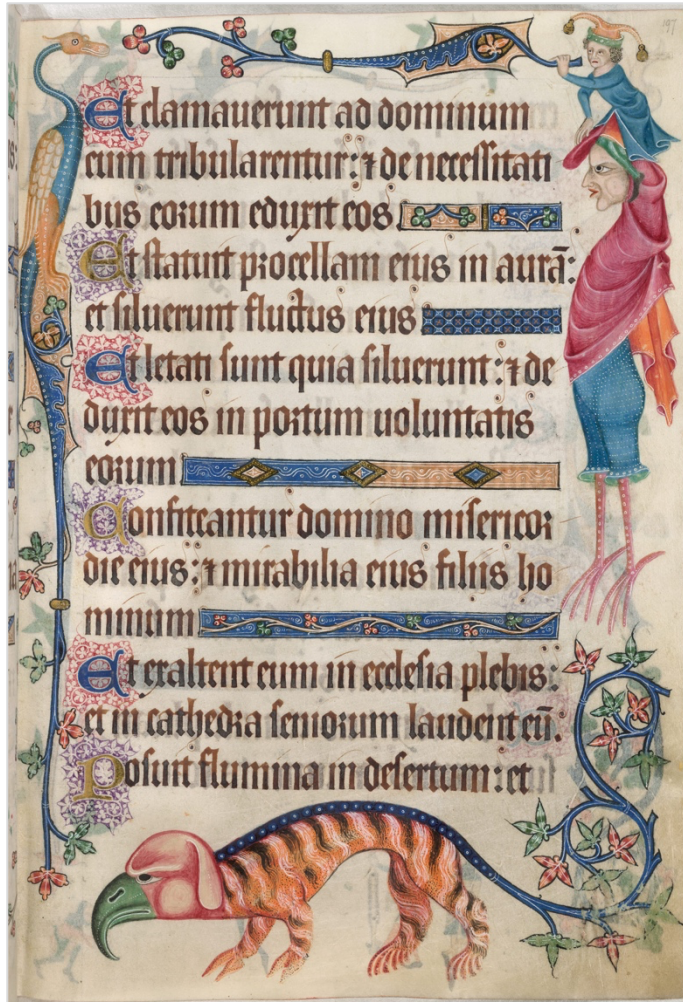 197
Et clamauerunt ad dominum
cum tribularentur: ⁊ de necessitati
bus eorum eduxit eos
Et statuit procellam eius in aurā:
et siluerunt fluctus eius
Et letati sunt quia siluerunt: ⁊ de
duxit eos in portum uoluntatis
eorum
Confiteantur domino misericor
die eius: ⁊ mirabilia eius filiis ho
minum
Et exaltent eum in ecclesia plebis:
et in cathedra seniorum laudent eū.
Posuit flumina in desertum: et